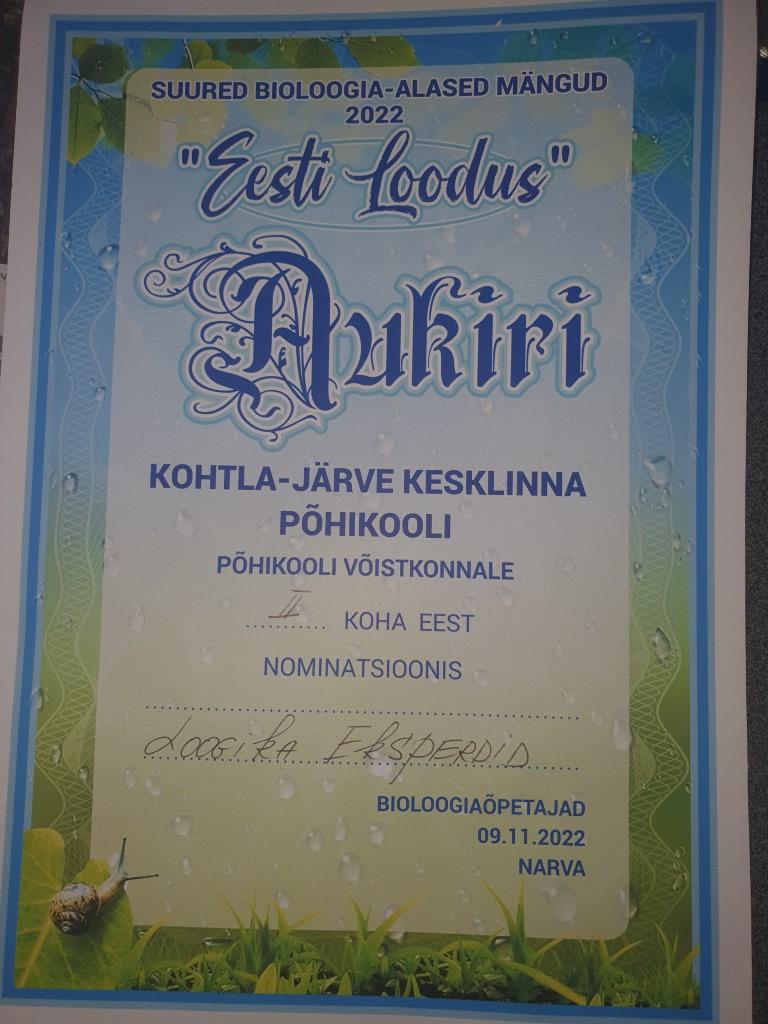 SUURED BIOLOOGIA-ALASED MÄNGUD
2022
"Eesti Loodus"
Aukiri
KOHTLA-JÄRVE KESKLINNA
PÕHIKOOLI
PÕHIKOOLI VÕISTKONNALE
II KOHA EEST
NOMINATSIOONIS
LOOGIKA EKSPERDID
BIOLOOGIAÕPETAJAD
09.11.2022
NARVA